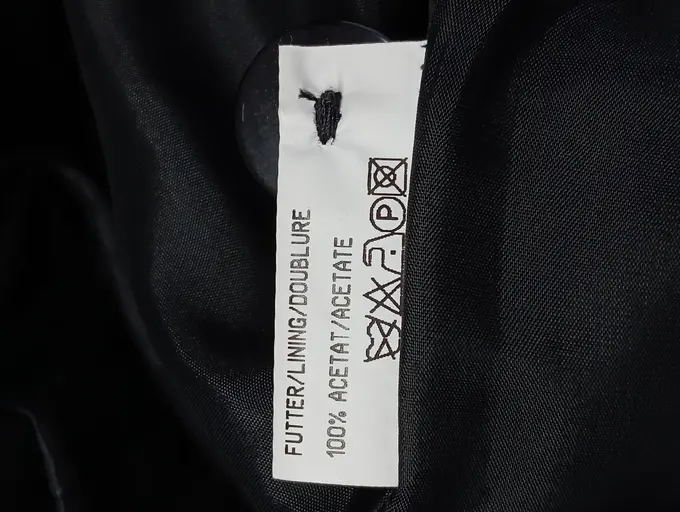 FUTTER/LINING/DOUBLURE
100% ACETAT/ACETATE
P